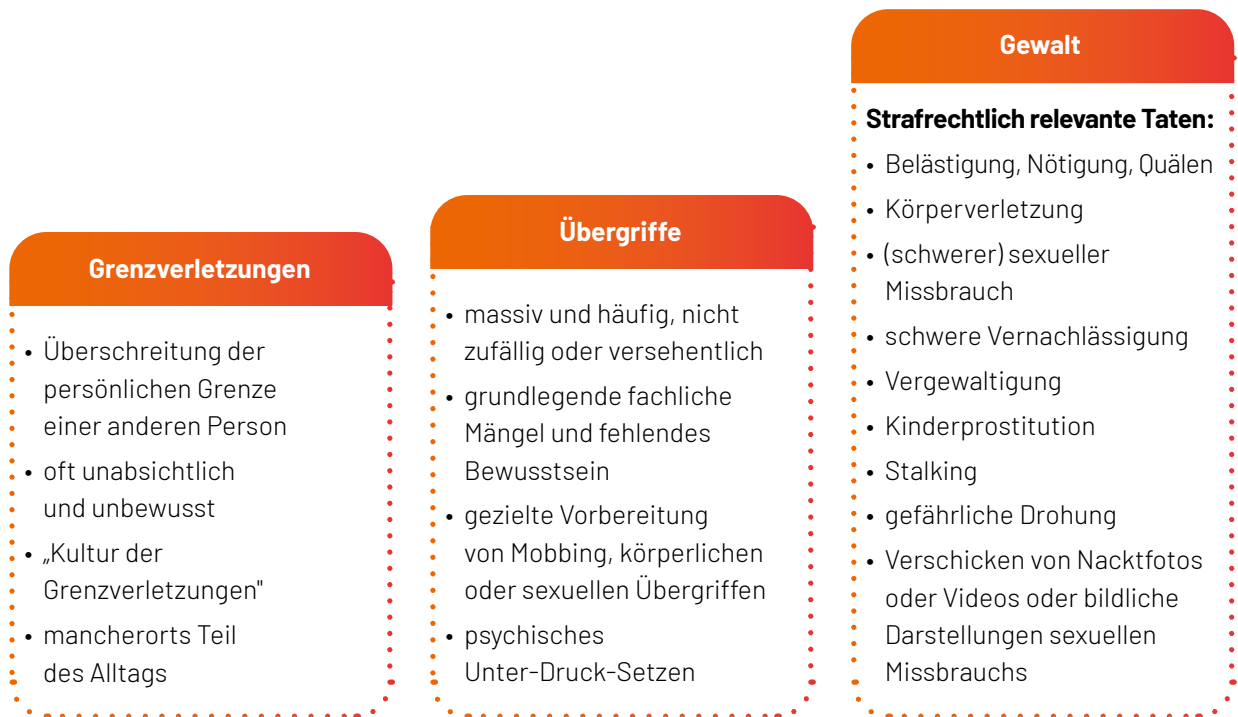 Grenzverletzungen
• Überschreitung der
persönlichen Grenze
einer anderen Person
• oft unabsichtlich
und unbewusst
• „Kultur der
Grenzverletzungen"
• mancherorts Teil
des Alltags
Übergriffe
• massiv und häufig, nicht
zufällig oder versehentlich
• grundlegende fachliche
Mängel und fehlendes
Bewusstsein
• gezielte Vorbereitung
von Mobbing, körperlichen
oder sexuellen Übergriffen
• psychisches
Unter-Druck-Setzen
Gewalt
Strafrechtlich relevante Taten:
• Belästigung, Nötigung, Quälen
• Körperverletzung
• (schwerer) sexueller
Missbrauch
• schwere Vernachlässigung
• Vergewaltigung
• Kinderprostitution
• Stalking
• gefährliche Drohung
• Verschicken von Nacktfotos
oder Videos oder bildliche
Darstellungen sexuellen
Missbrauchs